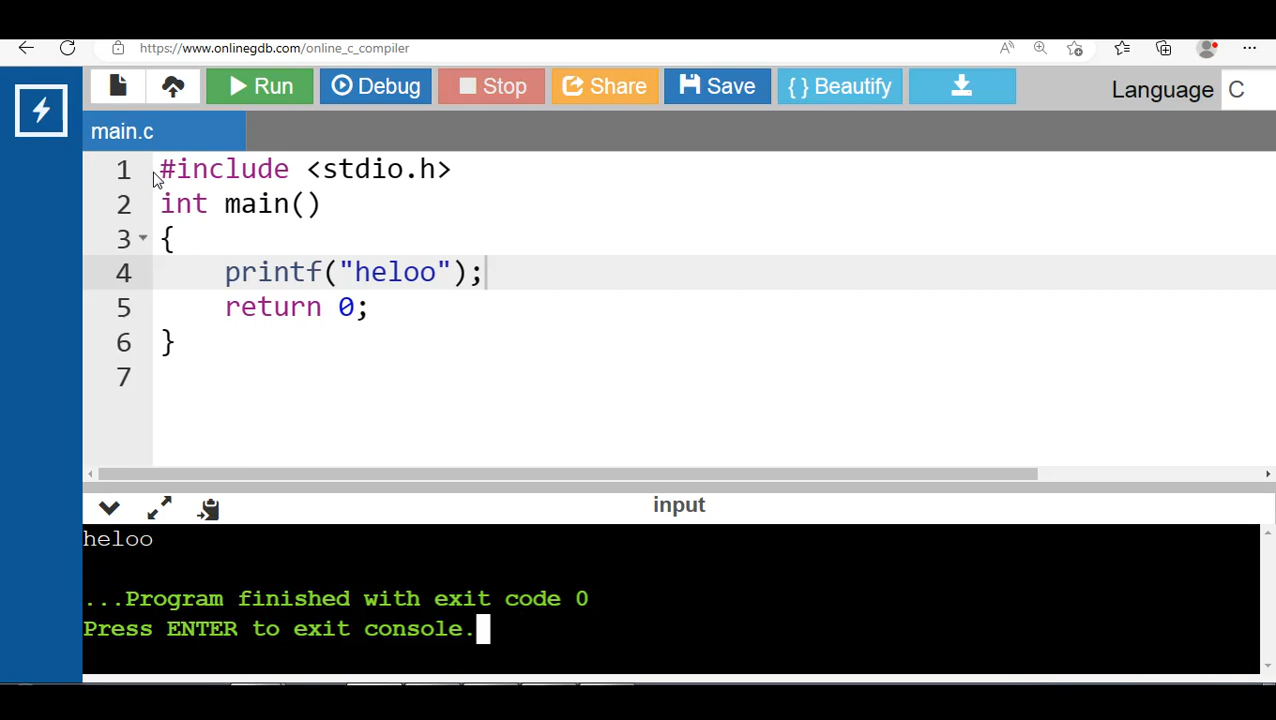 https://www.onlinegdb.com/online_c_compiler
Run Debug Stop Share Save { } Beautify Language C
main.c
1 #include <stdio.h>
2 int main()
3 {
4 printf("heloo");
5 return 0;
6 }
7
input
heloo
...Program finished with exit code 0
Press ENTER to exit console.